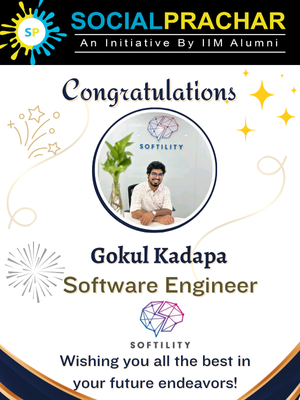 SP
SOCIALPRACHAR
An Initiative By IIM Alumni
Congratulations
SOFTILITY
Gokul Kadapa
Software Engineer
SOFTILITY
Wishing you all the best in
your future endeavors!